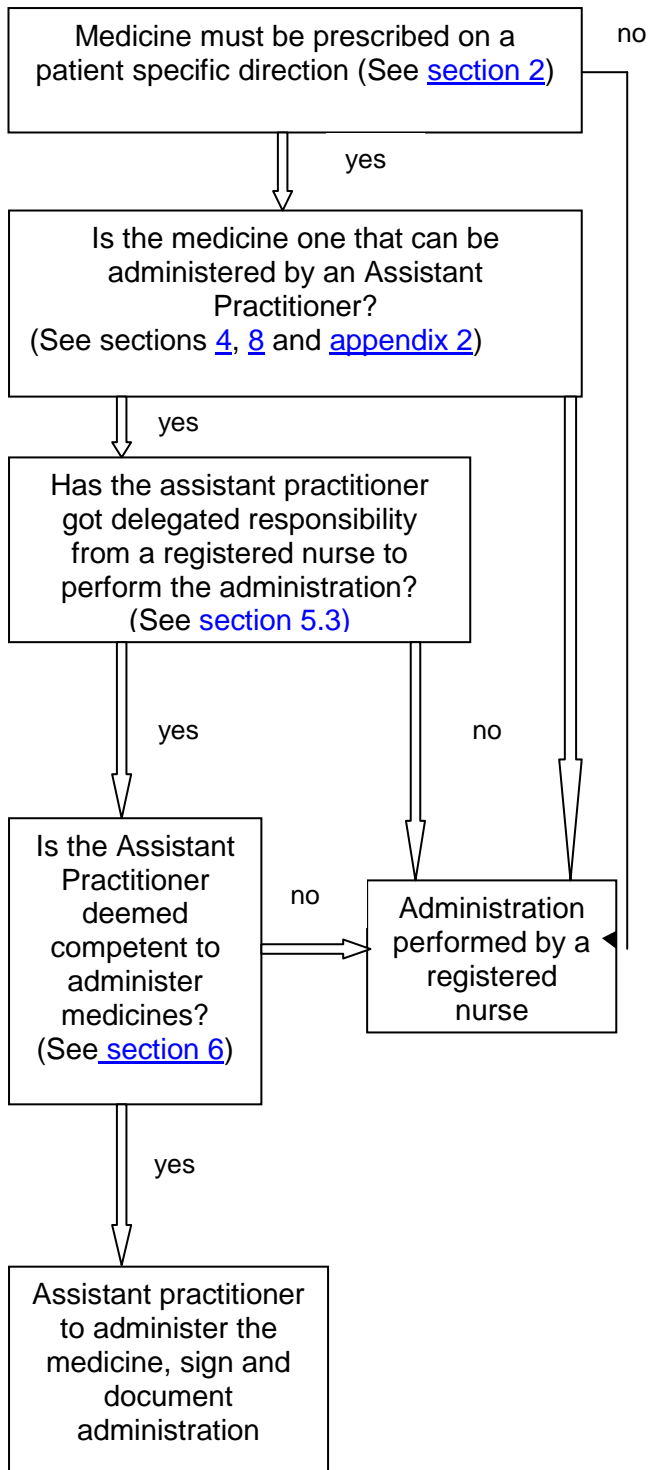 Medicine must be prescribed on a
patient specific direction (See section 2)
no
yes
Is the medicine one that can be
administered by an Assistant
Practitioner?
(See sections 4, 8 and appendix 2)
yes
Has the assistant practitioner
got delegated responsibility
from a registered nurse to
perform the administration?
(See section 5.3)
yes
no
Is the Assistant
Practitioner
deemed
competent to
administer
medicines?
(See section 6)
no
Administration
performed by a
registered
nurse
yes
Assistant practitioner
to administer the
medicine, sign and
document
administration